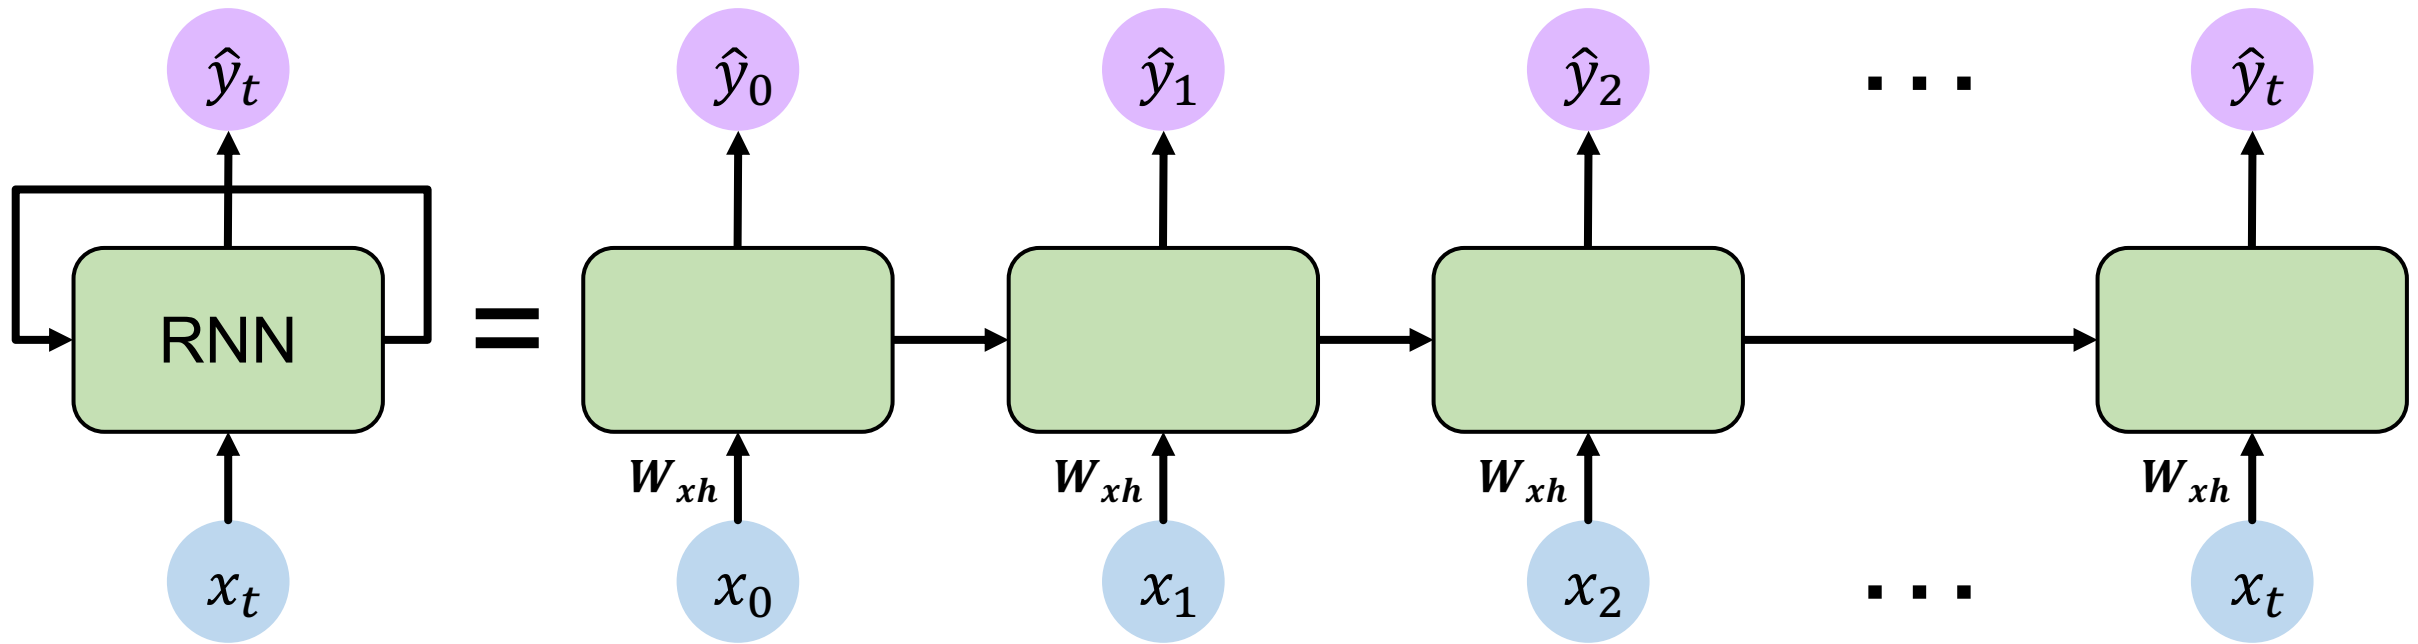 ŷ_t ŷ_0 ŷ_1 ŷ_2 ... ŷ_t
RNN =
W_xh W_xh W_xh W_xh
x_t x_0 x_1 x_2 ... x_t